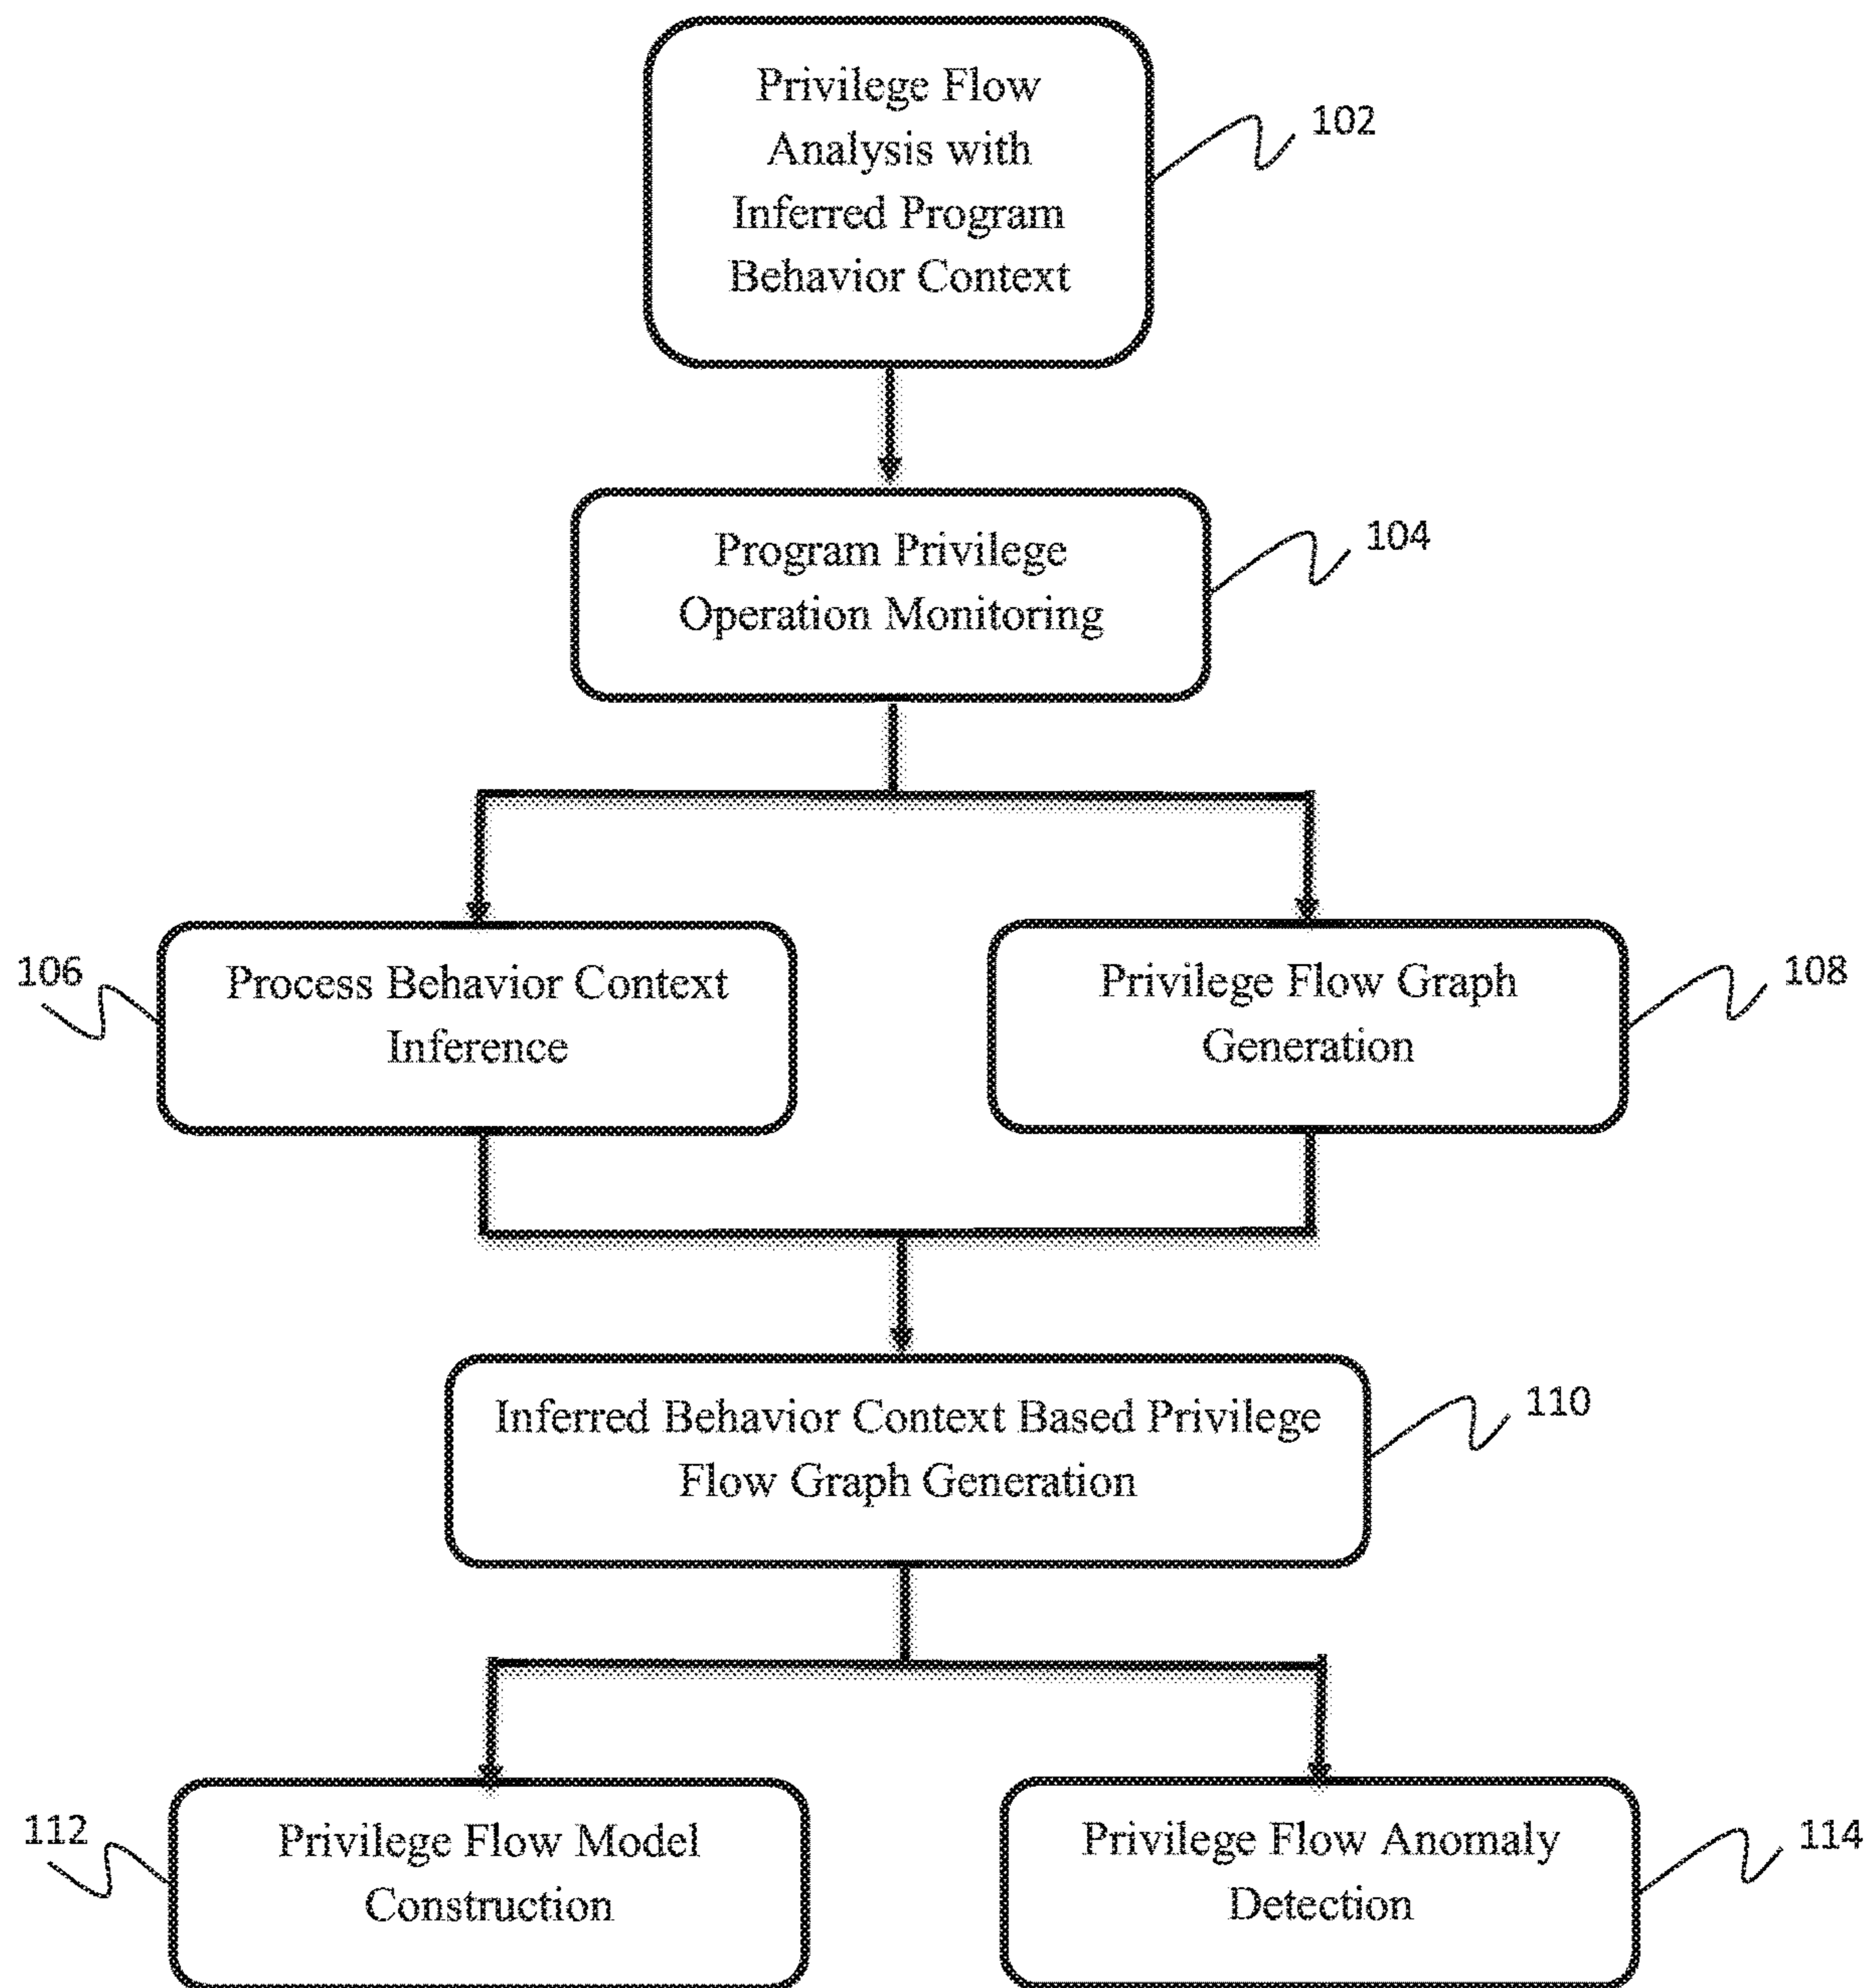 Privilege Flow
Analysis with
Inferred Program
Behavior Context
102
Program Privilege
Operation Monitoring
104
106
Process Behavior Context
Inference
Privilege Flow Graph
Generation
108
Inferred Behavior Context Based Privilege
Flow Graph Generation
110
112
Privilege Flow Model
Construction
Privilege Flow Anomaly
Detection
114